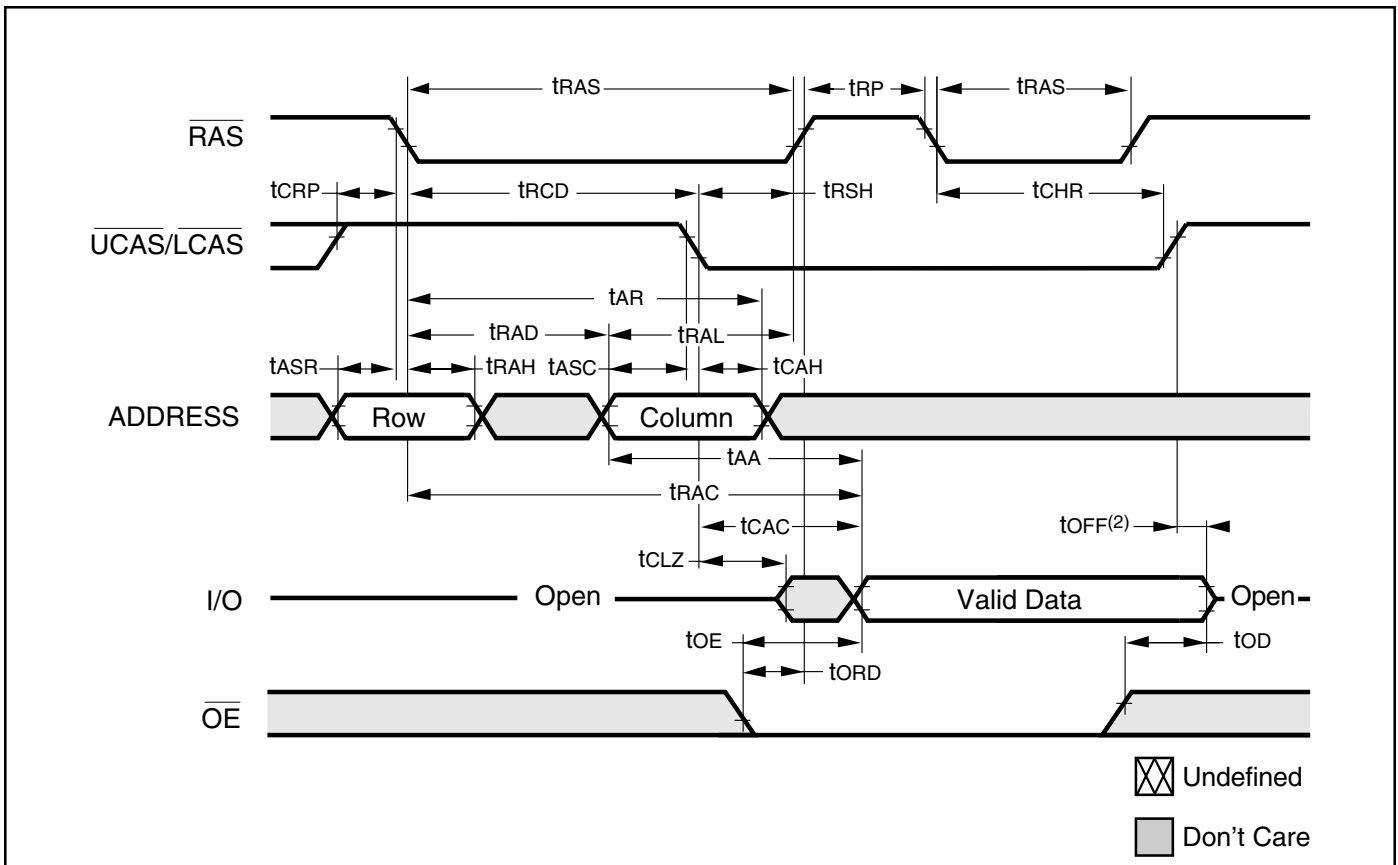 tRAS tRP tRAS
RAS
tCRP tRCD tRSH tCHR
UCAS/LCAS
tAR
tRAD tRAL
tASR tRAH tASC tCAH
ADDRESS Row Column
tAA
tRAC
tCAC tOFF(2)
tCLZ
I/O Open Valid Data Open
tOE tOD
tORD
OE
Undefined
Don't Care